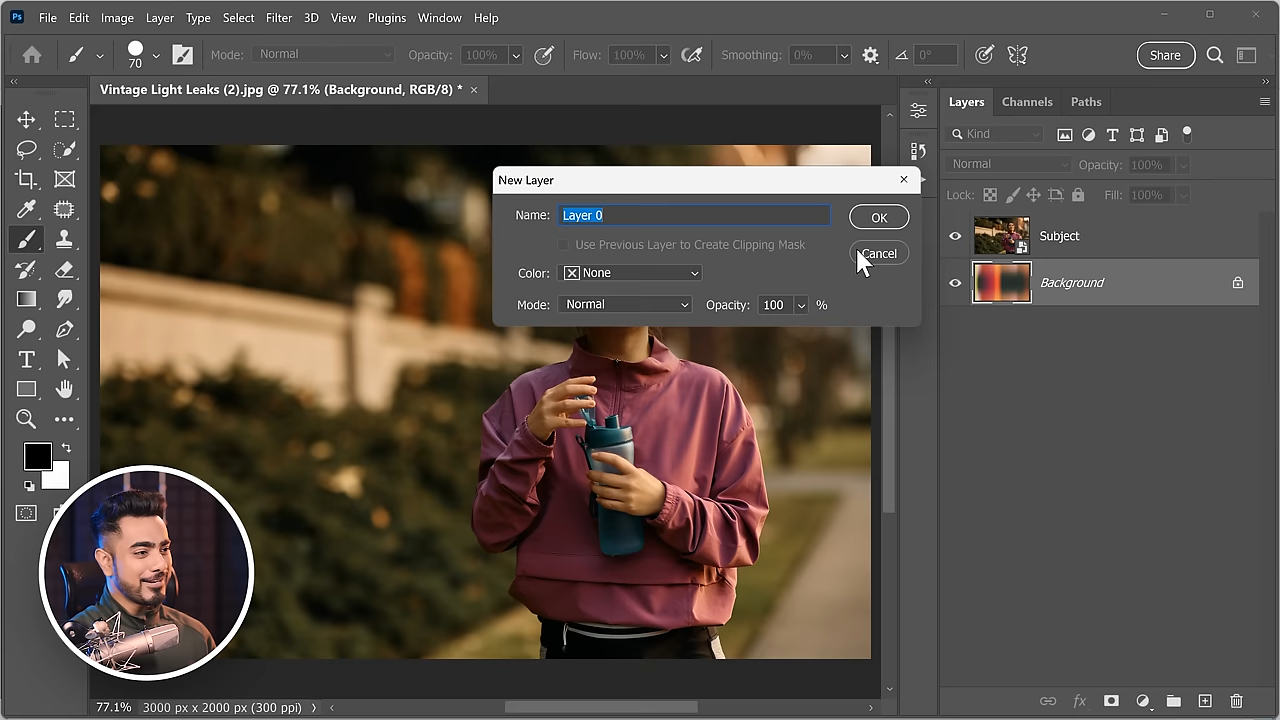 Ps File Edit Image Layer Type Select Filter 3D View Plugins Window Help
70 Mode: Normal Opacity: 100% Flow: 100% Smoothing: 0% 0° Share
Vintage Light Leaks (2).jpg @ 77.1% (Background, RGB/8) * ×
Layers Channels Paths
Kind
Normal Opacity: 100%
Lock: Fill: 100%
Subject
Background
New Layer
Name: Layer 0 OK
Use Previous Layer to Create Clipping Mask Cancel
Color: None
Mode: Normal Opacity: 100 %
77.1% 3000 px x 2000 px (300 ppi)
fx